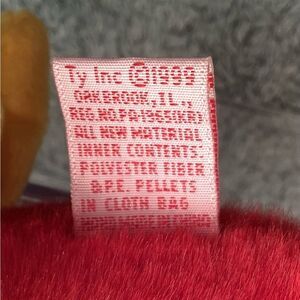 Ty Inc ©1999
OAKBROOK, IL.,
REG.NO.PA-1965(KR)
ALL NEW MATERIAL
INNER CONTENTS:
POLYESTER FIBER
& P.E. PELLETS
IN CLOTH BAG